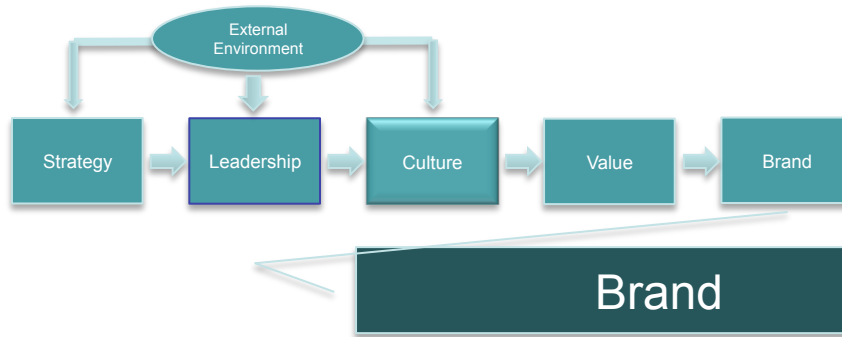 External
Environment
Strategy
Leadership
Culture
Value
Brand
Brand